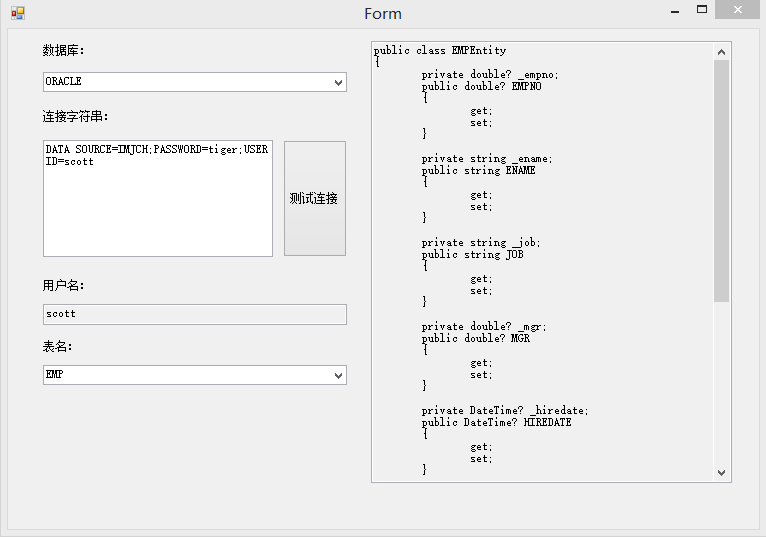 Form
数据库：
ORACLE
连接字符串：
DATA SOURCE=IMJCH;PASSWORD=tiger;USER
ID=scott
测试连接
用户名：
scott
表名：
EMP
public class EMPEntity
{
private double? _empno;
public double? EMPNO
{
get;
set;
}
private string _ename;
public string ENAME
{
get;
set;
}
private string _job;
public string JOB
{
get;
set;
}
private double? _mgr;
public double? MGR
{
get;
set;
}
private DateTime? _hiredate;
public DateTime? HIREDATE
{
get;
set;
}